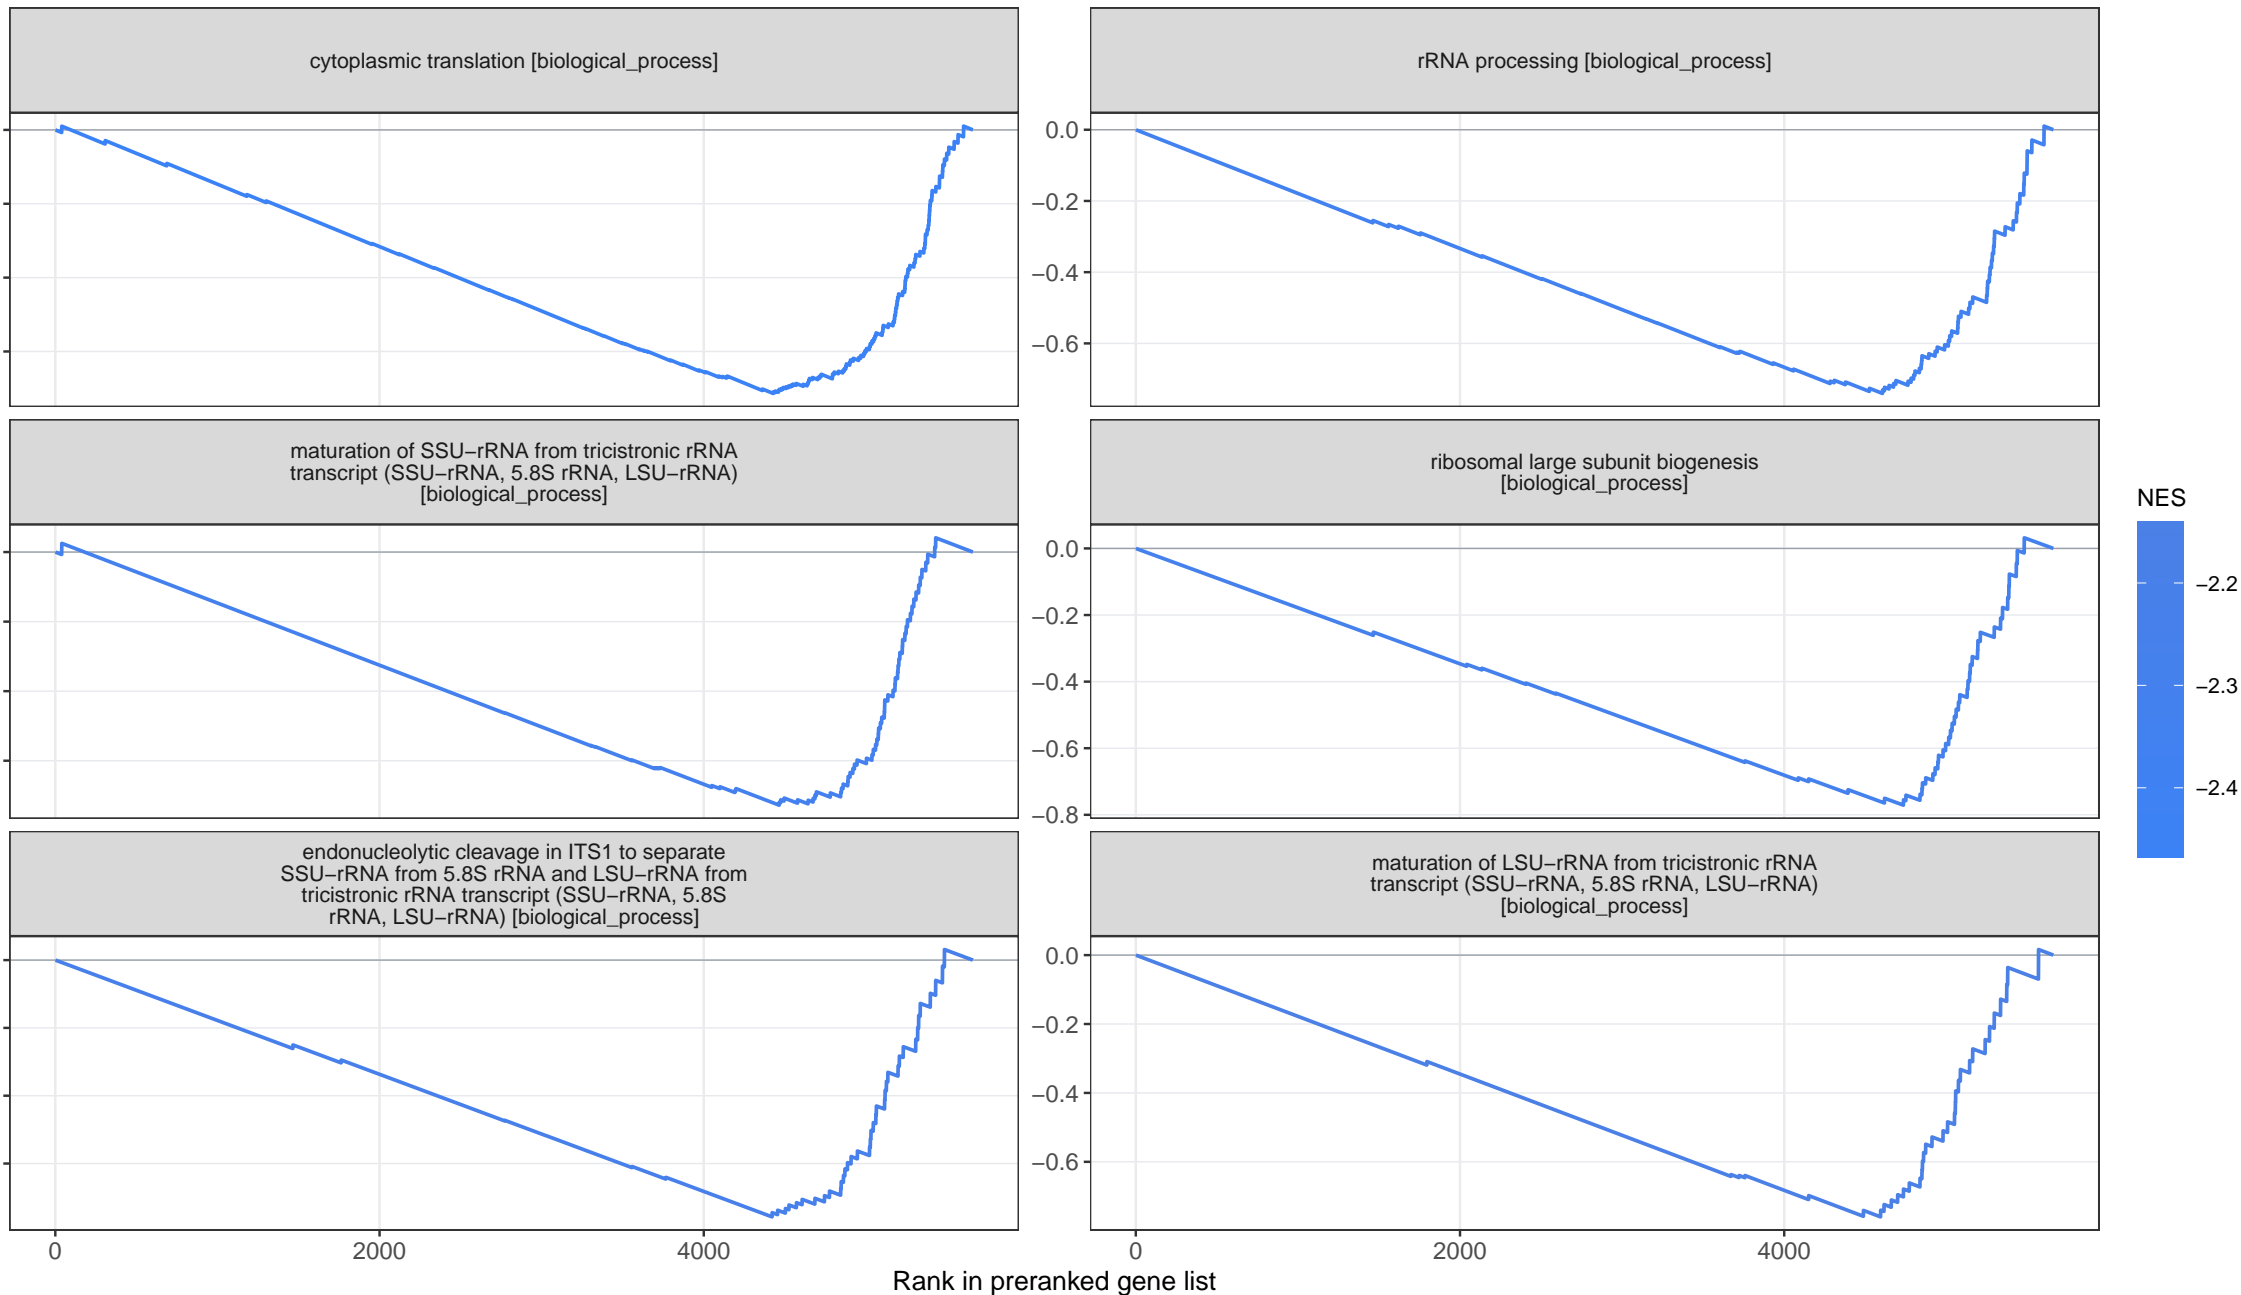 cytoplasmic translation [biological_process]
rRNA processing [biological_process]
0.0
−0.2
−0.4
−0.6
maturation of SSU−rRNA from tricistronic rRNA
transcript (SSU−rRNA, 5.8S rRNA, LSU−rRNA)
[biological_process]
ribosomal large subunit biogenesis
[biological_process]
0.0
−0.2
−0.4
−0.6
−0.8
endonucleolytic cleavage in ITS1 to separate
SSU−rRNA from 5.8S rRNA and LSU−rRNA from
tricistronic rRNA transcript (SSU−rRNA, 5.8S
rRNA, LSU−rRNA) [biological_process]
maturation of LSU−rRNA from tricistronic rRNA
transcript (SSU−rRNA, 5.8S rRNA, LSU−rRNA)
[biological_process]
0.0
−0.2
−0.4
−0.6
0 2000 4000
0 2000 4000
Rank in preranked gene list
NES
−2.2
−2.3
−2.4